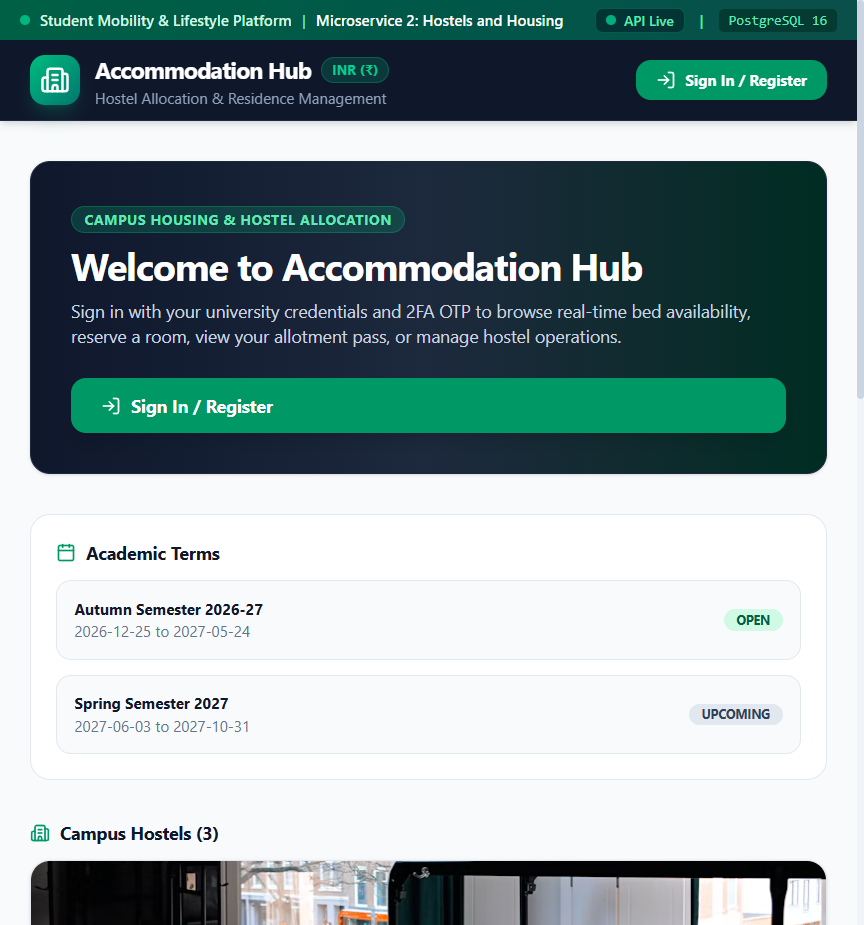 Student Mobility & Lifestyle Platform | Microservice 2: Hostels and Housing API Live | PostgreSQL 16
Accommodation Hub INR (₹)
Hostel Allocation & Residence Management
Sign In / Register
CAMPUS HOUSING & HOSTEL ALLOCATION
Welcome to Accommodation Hub
Sign in with your university credentials and 2FA OTP to browse real-time bed availability,
reserve a room, view your allotment pass, or manage hostel operations.
Sign In / Register
Academic Terms
Autumn Semester 2026-27
2026-12-25 to 2027-05-24
OPEN
Spring Semester 2027
2027-06-03 to 2027-10-31
UPCOMING
Campus Hostels (3)